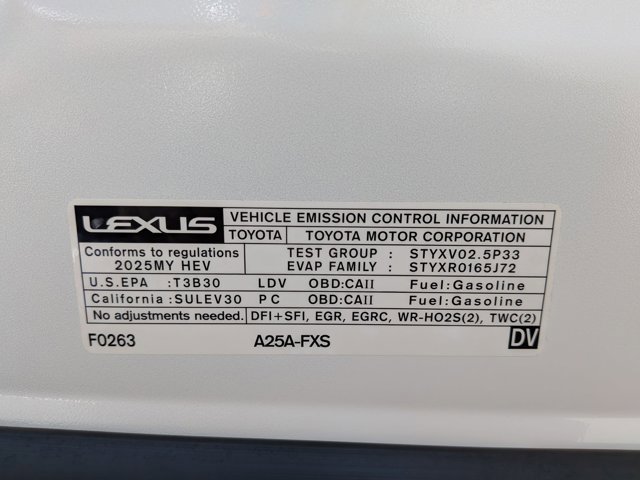 LEXUS VEHICLE EMISSION CONTROL INFORMATION
TOYOTA TOYOTA MOTOR CORPORATION
Conforms to regulations TEST GROUP : STYXV02.5P33
2025MY HEV EVAP FAMILY : STYXR0165J72
U.S.EPA :T3B30 LDV OBD:CAII Fuel:Gasoline
California:SULEV30 PC OBD:CAII Fuel:Gasoline
No adjustments needed. DFI+SFI, EGR, EGRC, WR-HO2S(2), TWC(2)
F0263 A25A-FXS DV